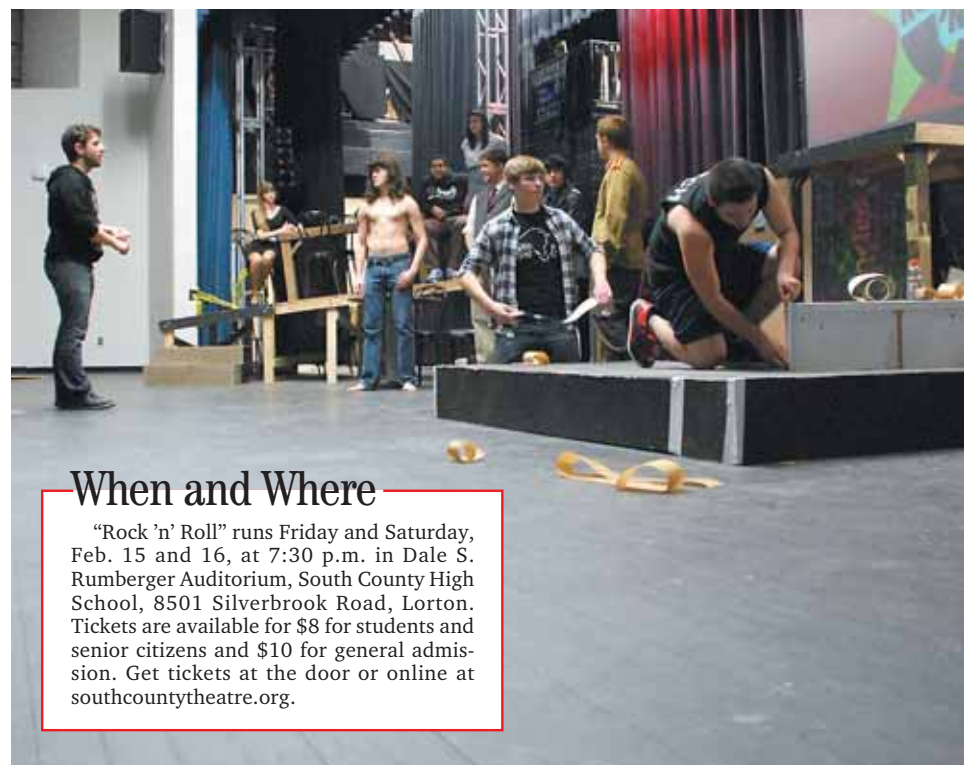 When and Where
“Rock ’n’ Roll” runs Friday and Saturday,
Feb. 15 and 16, at 7:30 p.m. in Dale S.
Rumberger Auditorium, South County High
School, 8501 Silverbrook Road, Lorton.
Tickets are available for $8 for students and
senior citizens and $10 for general admis-
sion. Get tickets at the door or online at
southcountytheatre.org.